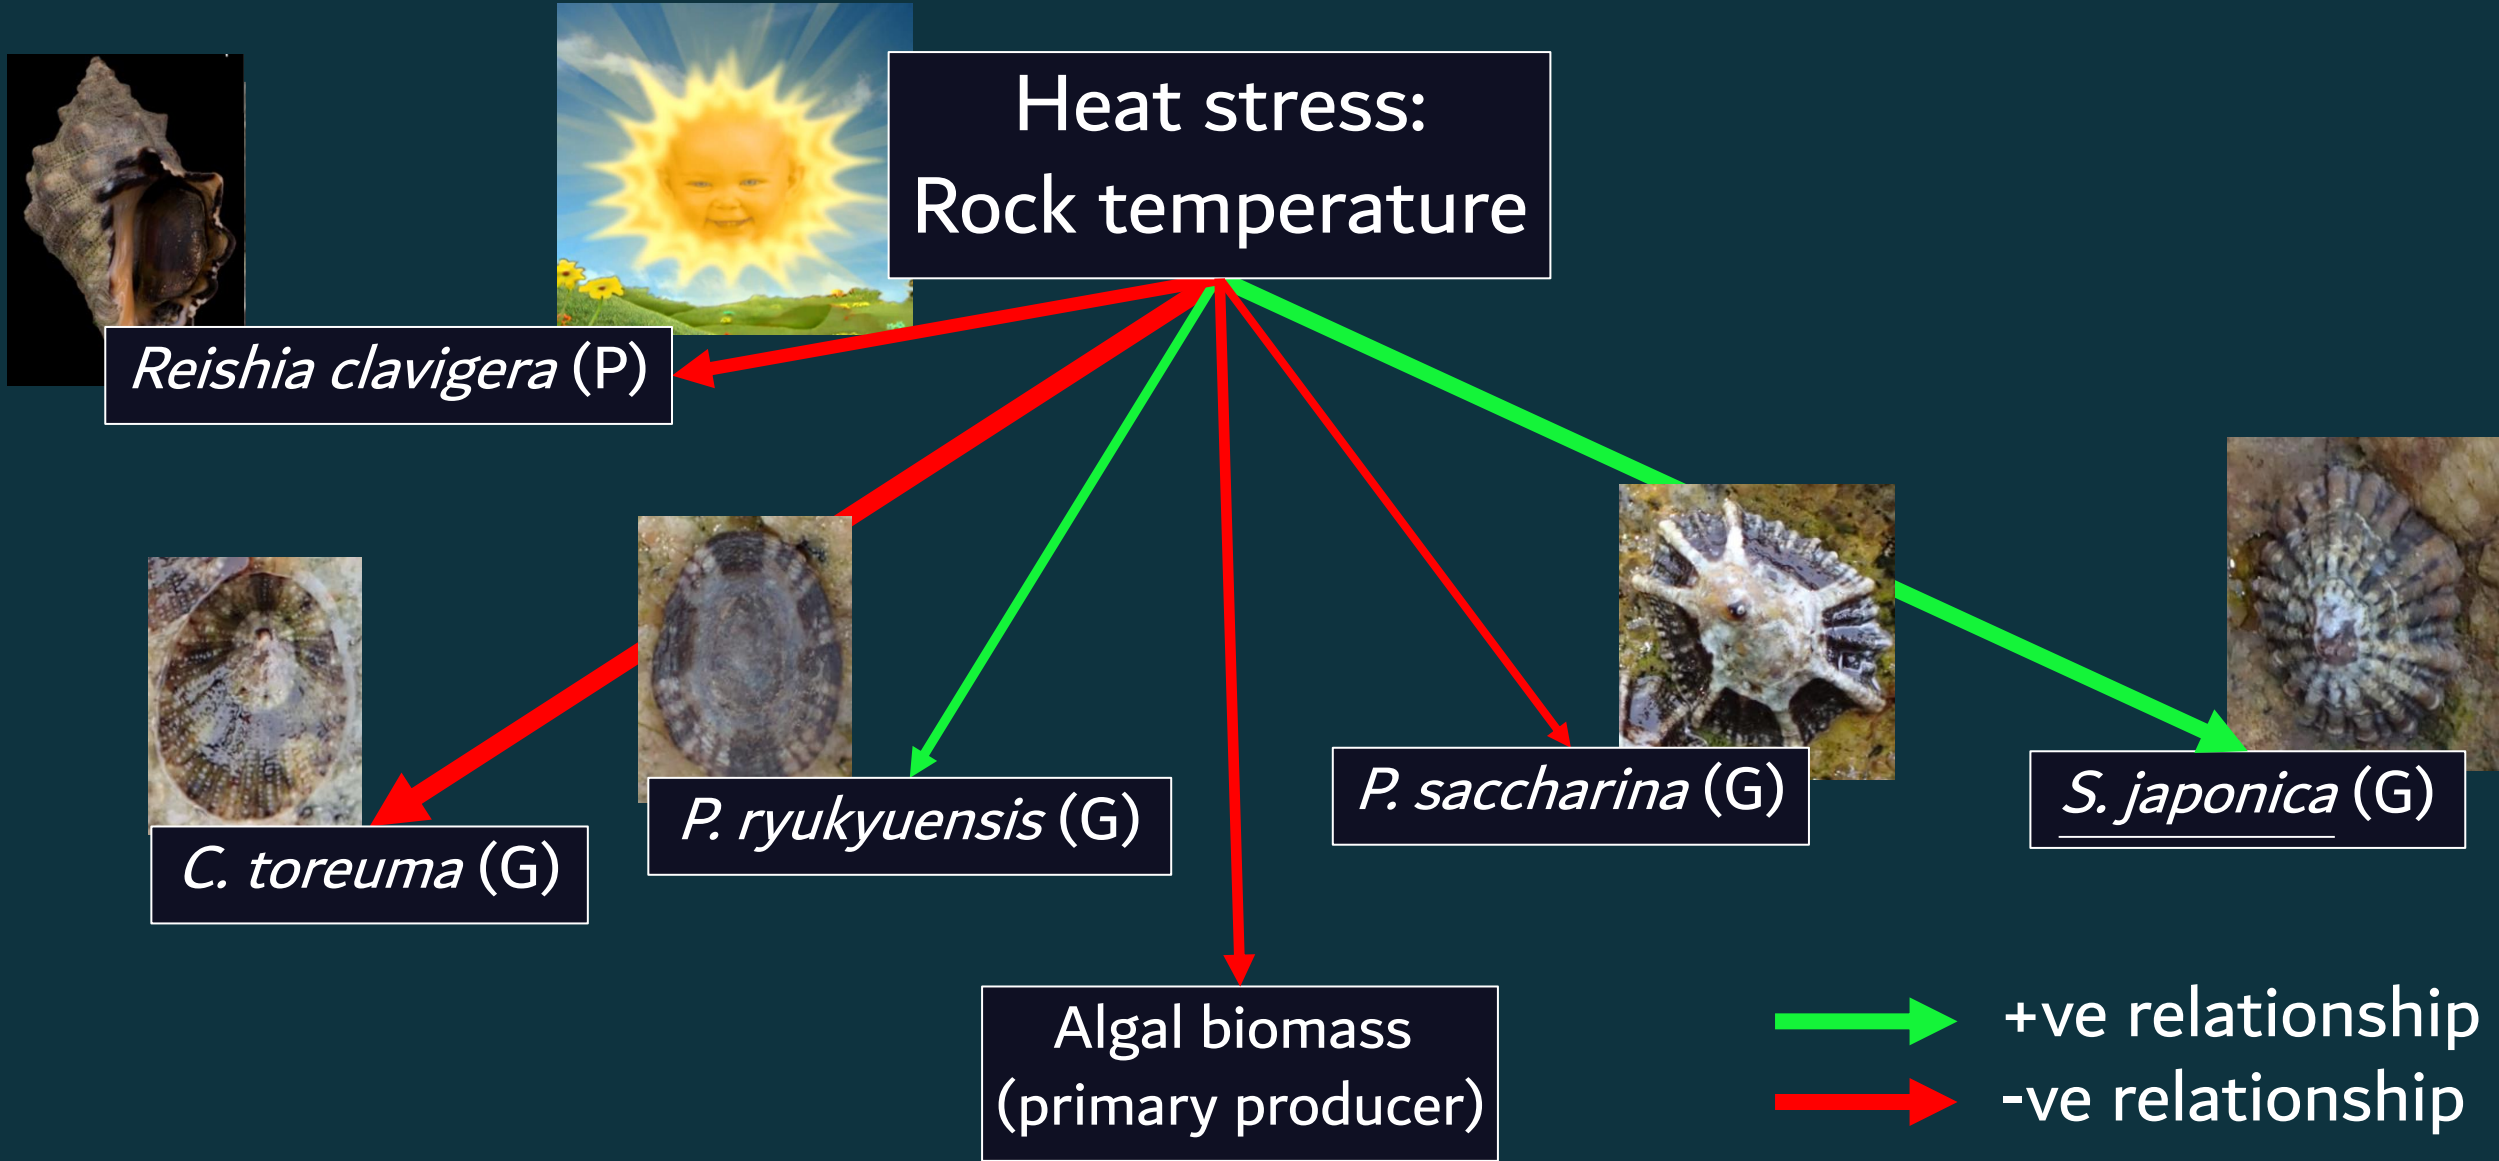 Heat stress:
Rock temperature
Reishia clavigera (P)
C. toreuma (G)
P. ryukyuensis (G)
P. saccharina (G)
S. japonica (G)
Algal biomass
(primary producer)
+ve relationship
-ve relationship